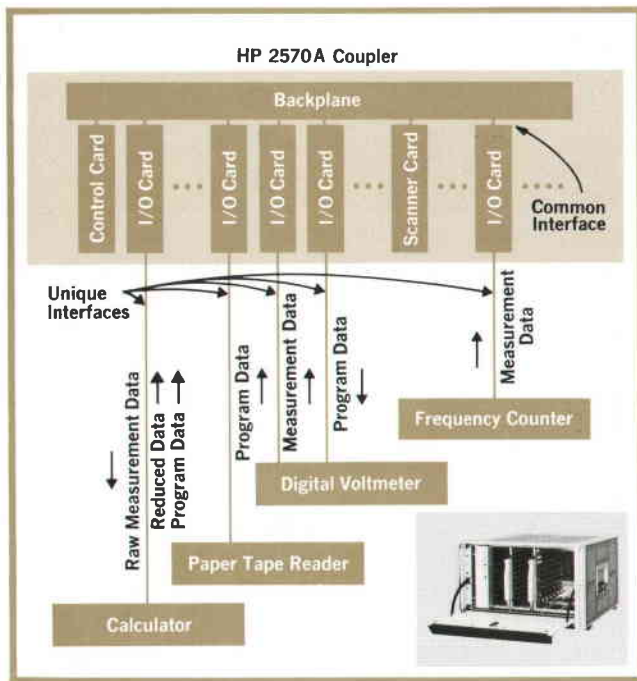 HP 2570A Coupler
Backplane
Control Card
I/O Card
I/O Card
I/O Card
I/O Card
Scanner Card
I/O Card
Common
Interface
Unique
Interfaces
Raw Measurement Data
Reduced Data
Program Data
Program Data
Measurement Data
Program Data
Measurement
Data
Frequency Counter
Digital Voltmeter
Paper Tape Reader
Calculator